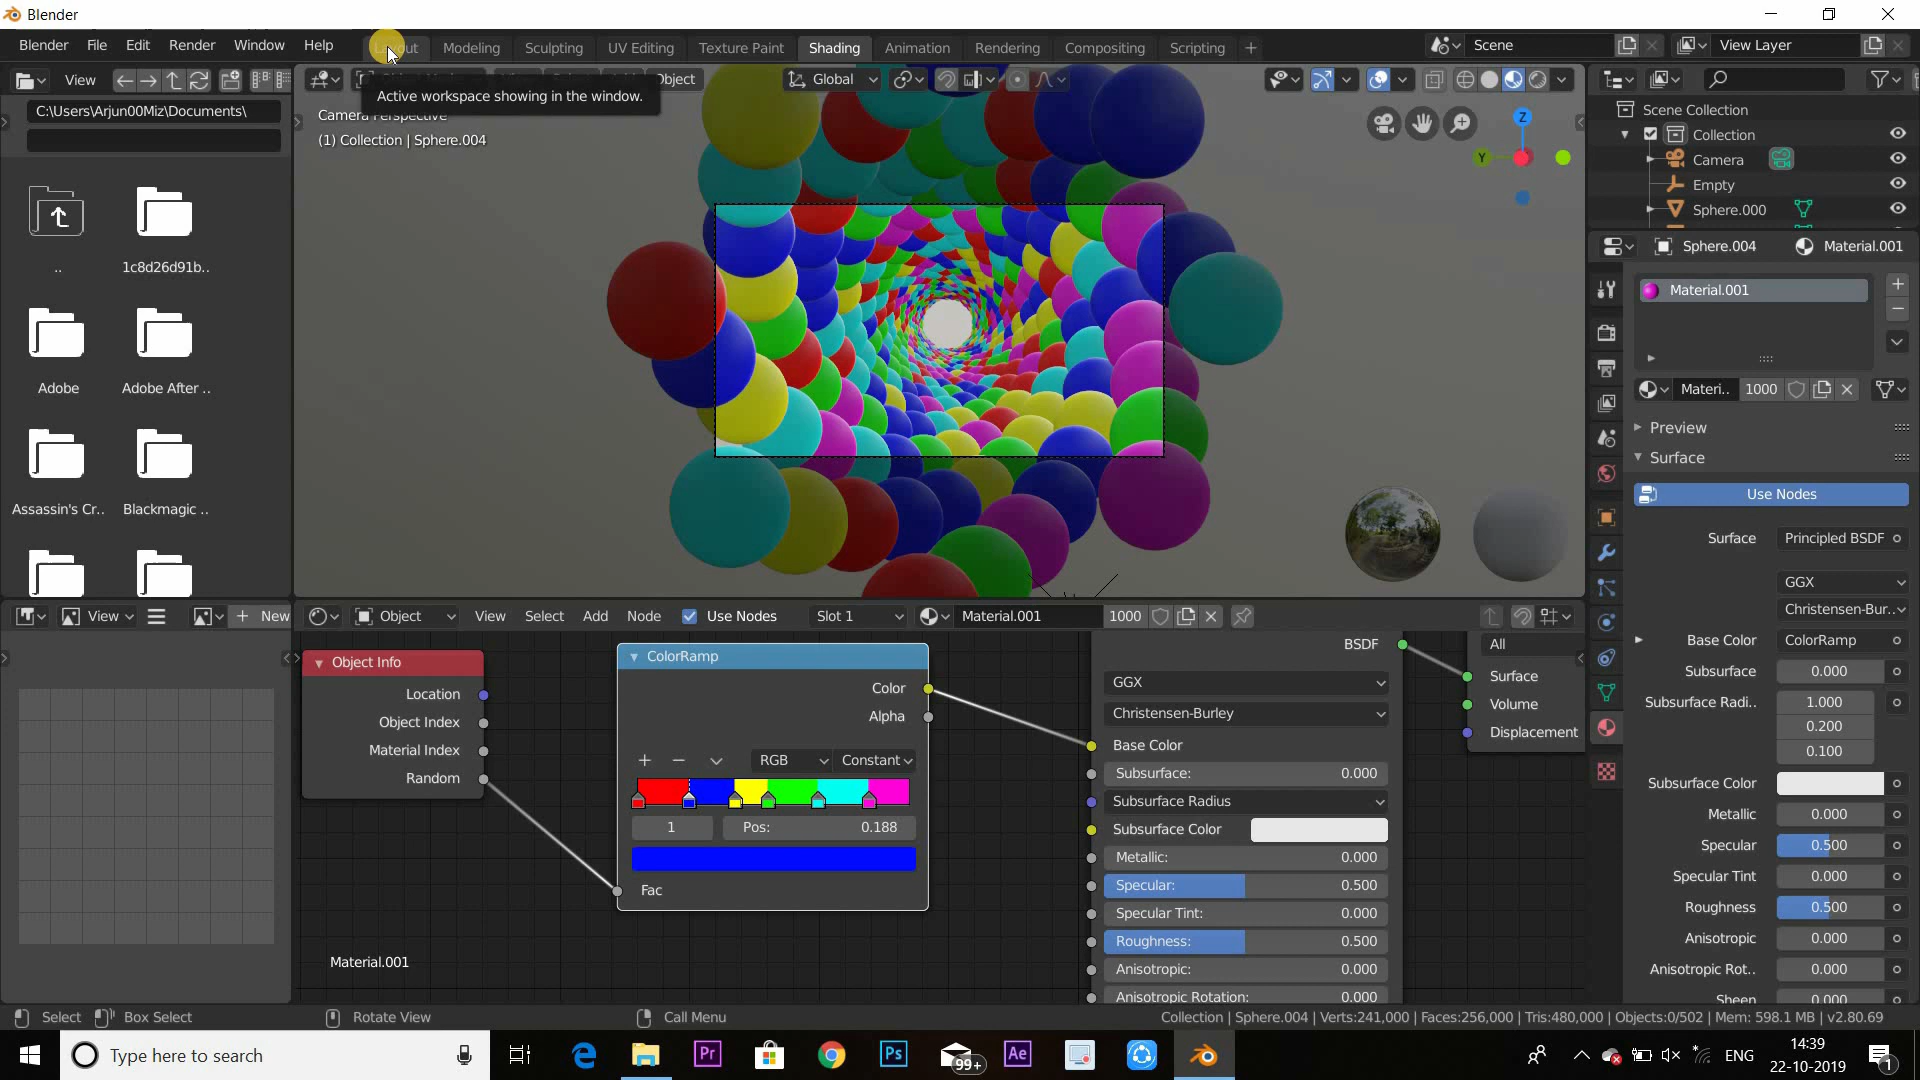 Blender
Blender File Edit Render Window Help
Layout Modeling Sculpting UV Editing Texture Paint Shading Animation Rendering Compositing Scripting +
Scene View Layer
View
Object Global
C:\Users\Arjun00Miz\Documents\
Active workspace showing in the window.
Camera Perspective
(1) Collection | Sphere.004
Z
Y
.. 1c8d26d91b..
Adobe Adobe After ..
Assassin's Cr.. Blackmagic ..
Scene Collection
Collection
Camera
Empty
Sphere.000
Sphere.004 Material.001
Material.001
Materi.. 1000
Preview
Surface
Use Nodes
Surface Principled BSDF
GGX
Christensen-Bur..
Base Color ColorRamp
Subsurface 0.000
Subsurface Radi.. 1.000
0.200
0.100
Subsurface Color
Metallic 0.000
Specular 0.500
Specular Tint 0.000
Roughness 0.500
Anisotropic 0.000
Anisotropic Rot.. 0.000
Sheen 0.000
View New
Object View Select Add Node Use Nodes Slot 1 Material.001 1000
Object Info
Location
Object Index
Material Index
Random
ColorRamp
Color
Alpha
+ − RGB Constant
1 Pos: 0.188
Fac
BSDF
GGX
Christensen-Burley
Base Color
Subsurface: 0.000
Subsurface Radius
Subsurface Color
Metallic: 0.000
Specular: 0.500
Specular Tint: 0.000
Roughness: 0.500
Anisotropic: 0.000
Anisotropic Rotation: 0.000
All
Surface
Volume
Displacement
Material.001
Select Box Select Rotate View Call Menu
Collection | Sphere.004 | Verts:241,000 | Faces:256,000 | Tris:480,000 | Objects:0/502 | Mem: 598.1 MB | v2.80.69
Type here to search
Pr Ps 99+ Ae
ENG
14:39
22-10-2019
1